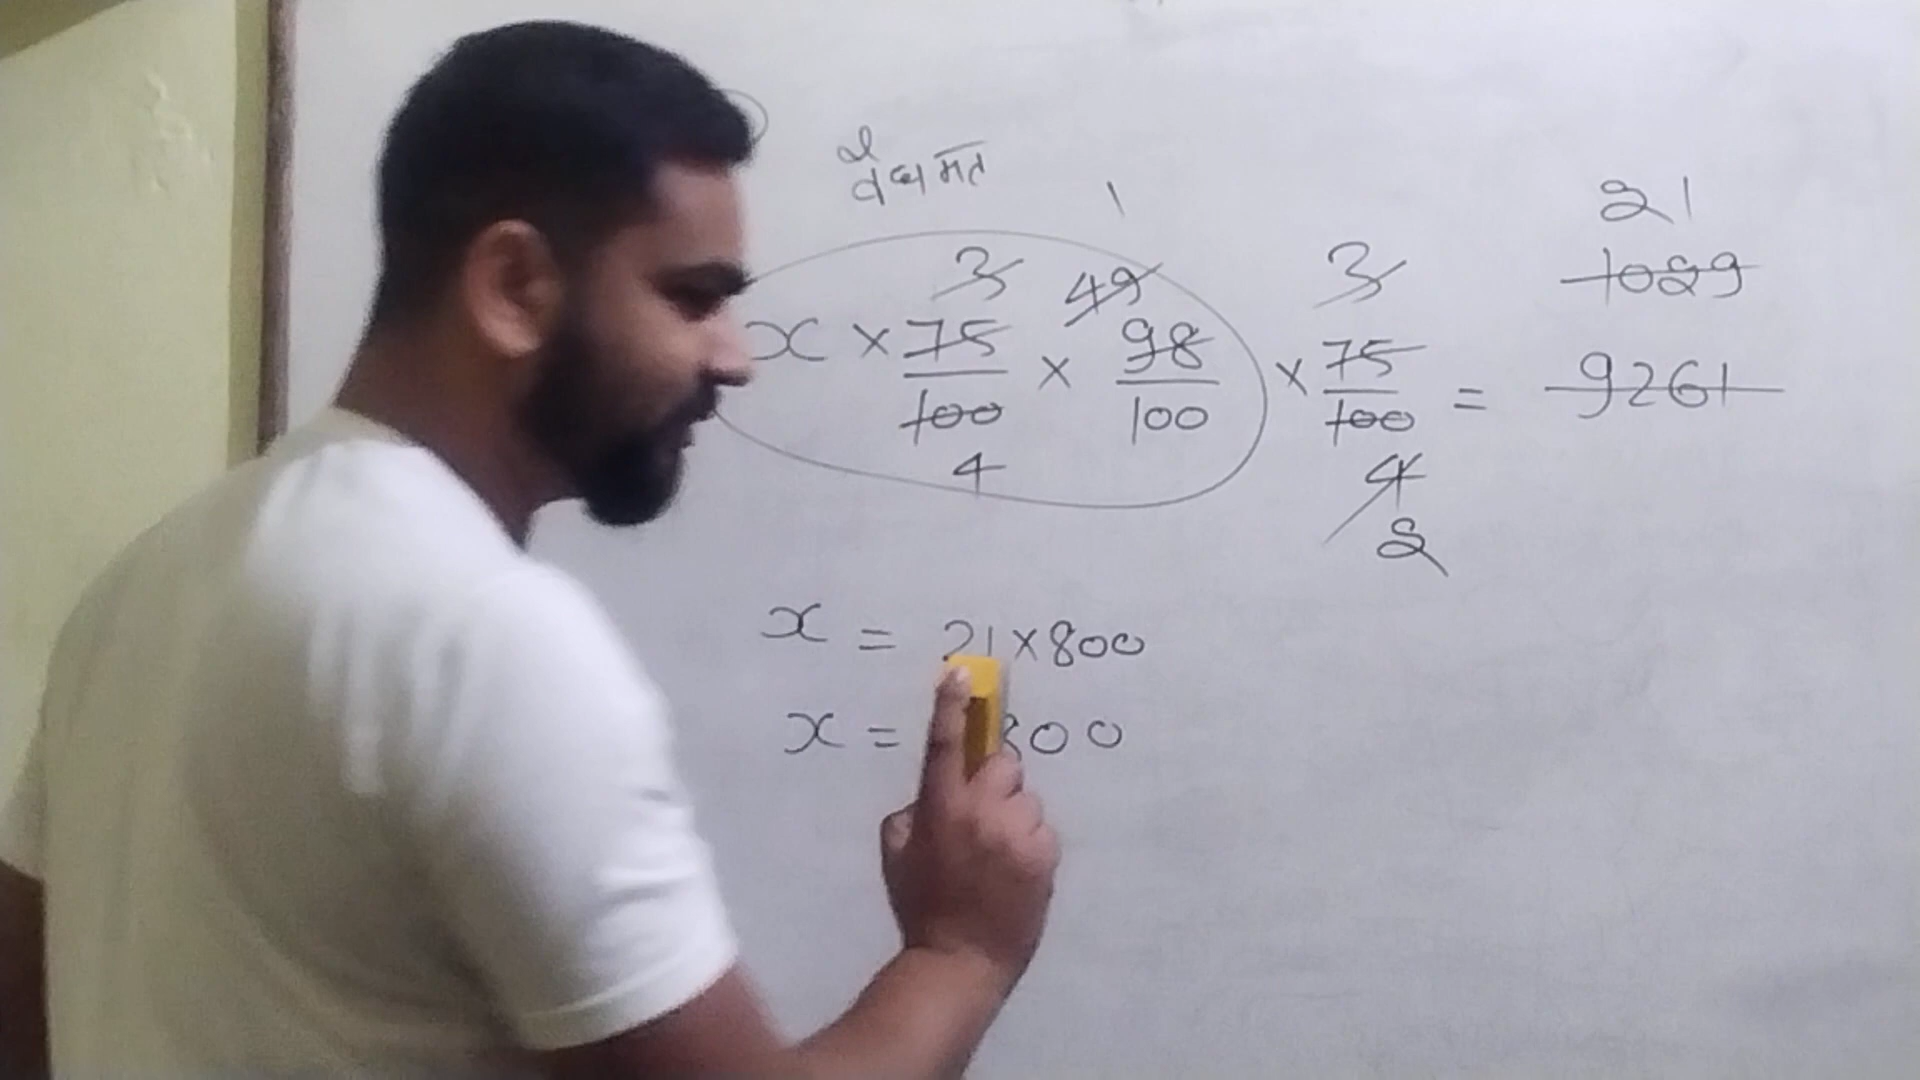 21
1
3 49 3 1029
x × 75/100 × 98/100 × 75/100 = 9261
4 4
2
x = 21×800
x = 800